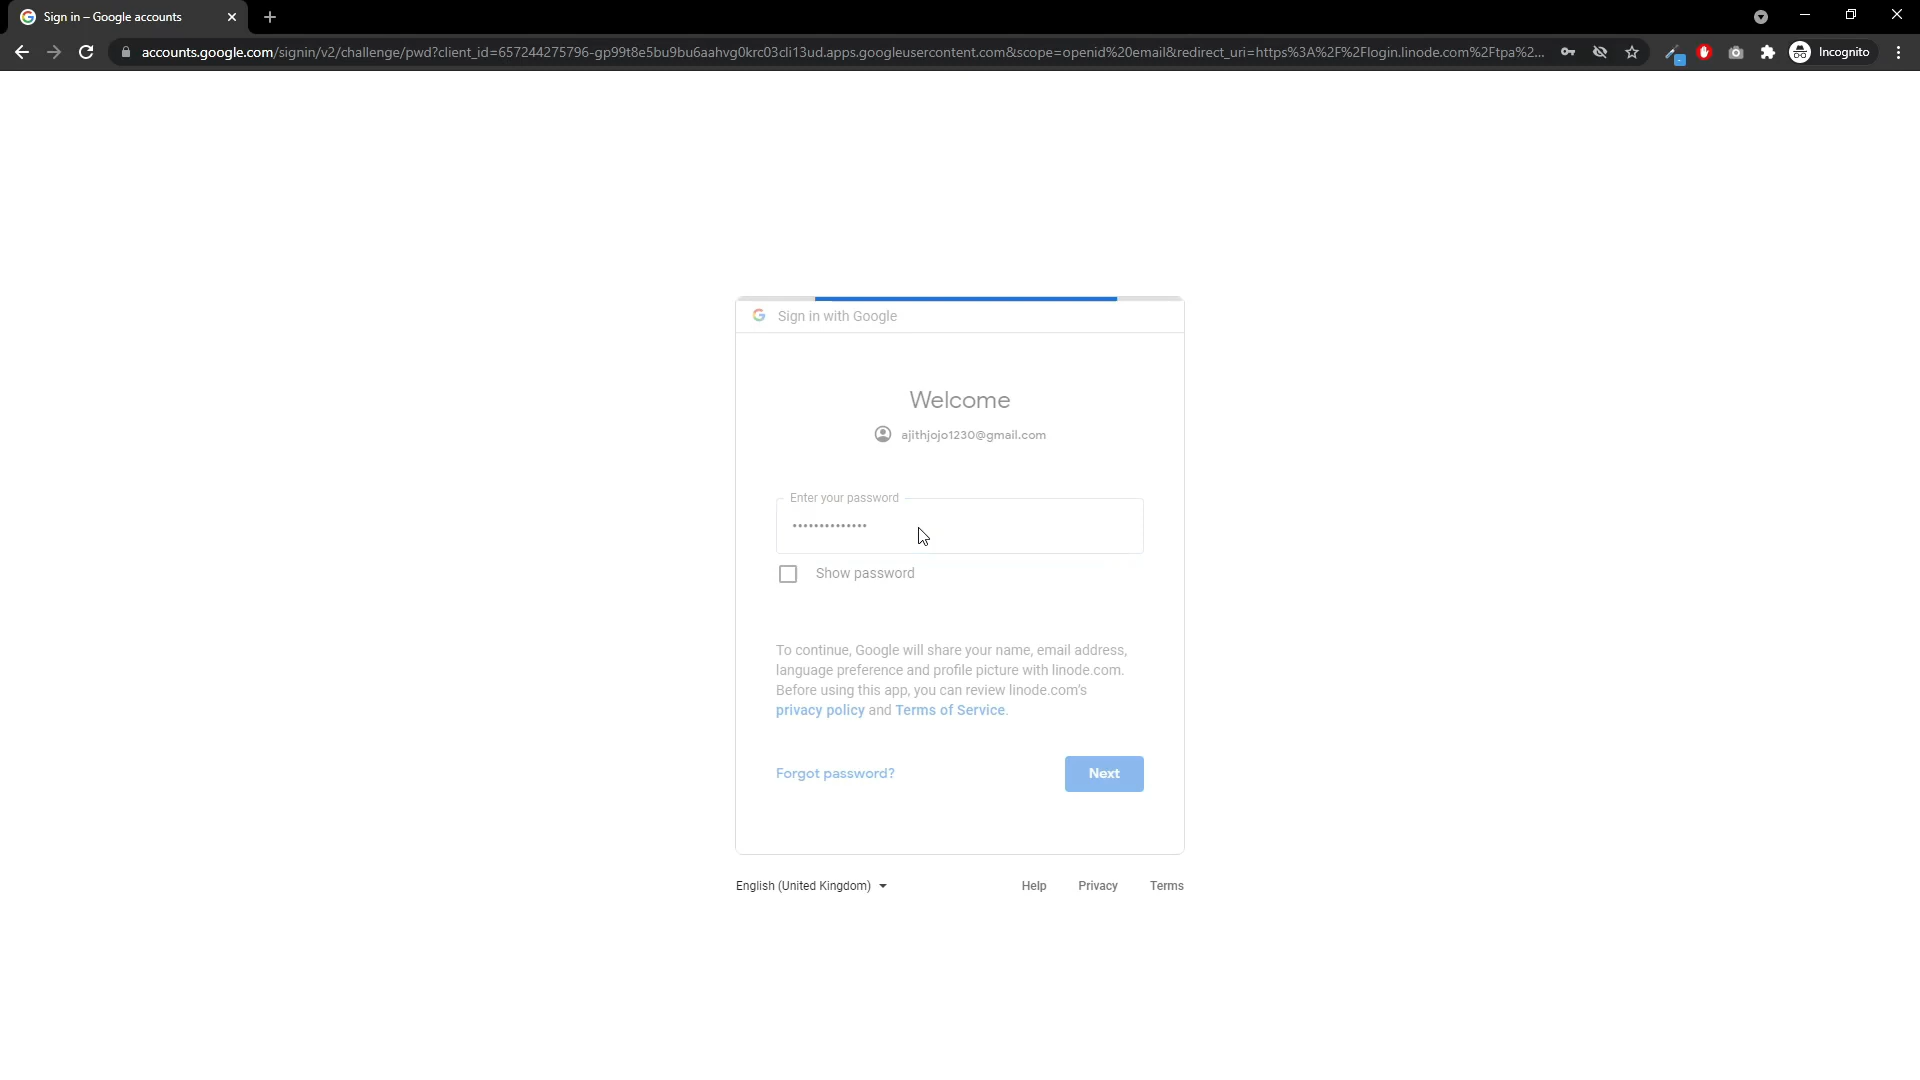 Sign in – Google accounts
accounts.google.com/signin/v2/challenge/pwd?client_id=657244275796-gp99t8e5bu9bu6aahvg0krc03cli13ud.apps.googleusercontent.com&scope=openid%20email&redirect_uri=https%3A%2F%2Flogin.linode.com%2Ftpa%2...
Incognito
Sign in with Google
Welcome
ajithjojo1230@gmail.com
Enter your password
••••••••••••••
Show password
To continue, Google will share your name, email address,
language preference and profile picture with linode.com.
Before using this app, you can review linode.com's
privacy policy and Terms of Service.
Forgot password?
Next
English (United Kingdom)
Help
Privacy
Terms